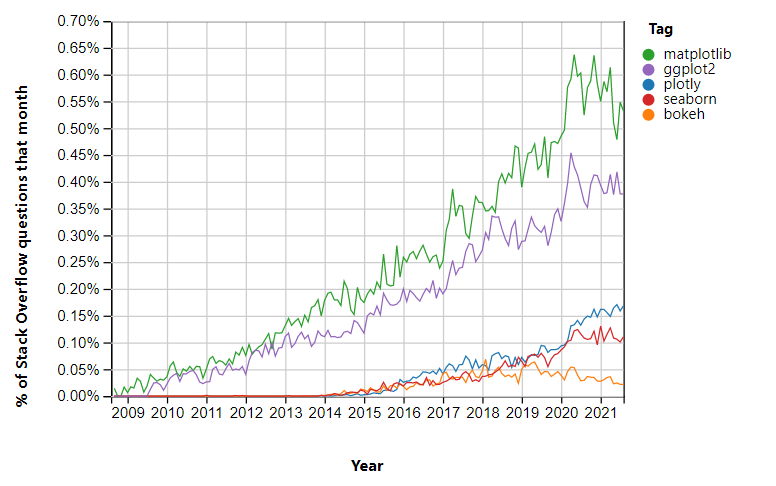 % of Stack Overflow questions that month
0.70%
0.65%
0.60%
0.55%
0.50%
0.45%
0.40%
0.35%
0.30%
0.25%
0.20%
0.15%
0.10%
0.05%
0.00%
2009 2010 2011 2012 2013 2014 2015 2016 2017 2018 2019 2020 2021
Year
Tag
matplotlib
ggplot2
plotly
seaborn
bokeh